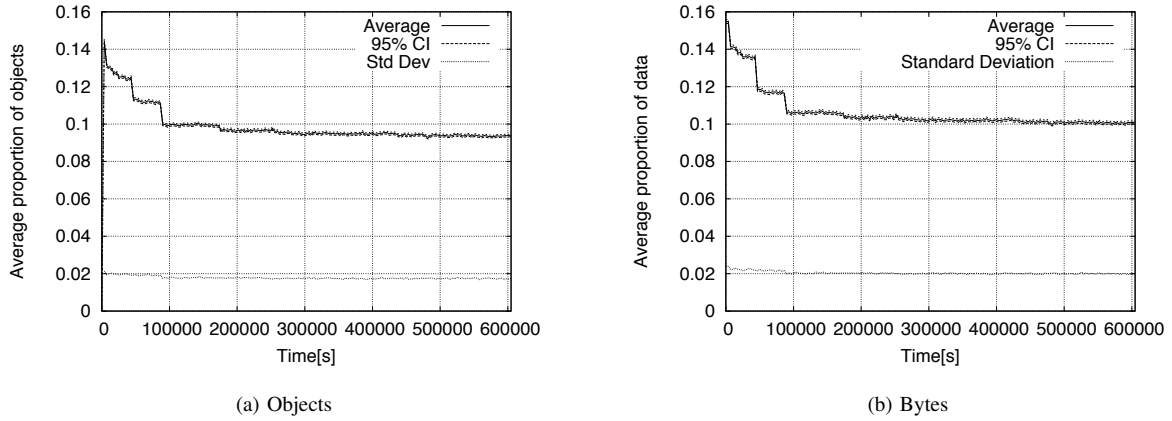 0.16
0.14
0.12
0.1
0.08
0.06
0.04
0.02
0
Average proportion of objects
Average
95% CI
Std Dev
0 100000 200000 300000 400000 500000 600000
Time[s]
(a) Objects
0.16
0.14
0.12
0.1
0.08
0.06
0.04
0.02
0
Average proportion of data
Average
95% CI
Standard Deviation
0 100000 200000 300000 400000 500000 600000
Time[s]
(b) Bytes